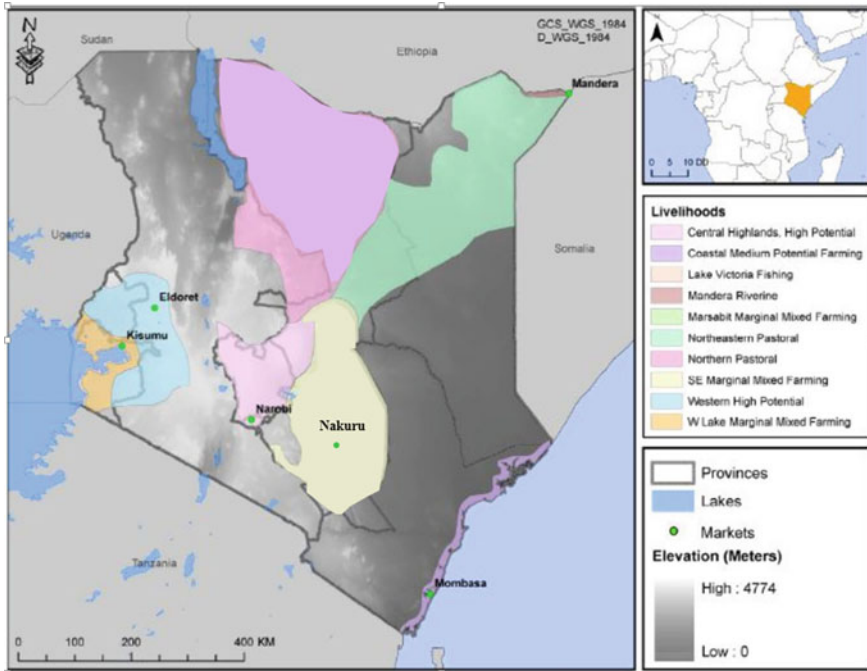 N
Sudan
Ethiopia
GCS_WGS_1984
D_WGS_1984
Mandera
Uganda
Somalia
Eldoret
Kisumu
Narobi
Nakuru
Tanzania
Mombasa
0 100 200 400 KM
0 5 10 DD
Livelihoods
Central Highlands, High Potential
Coastal Medium Potential Farming
Lake Victoria Fishing
Mandera Riverine
Marsabit Marginal Mixed Farming
Northeastern Pastoral
Northern Pastoral
SE Marginal Mixed Farming
Western High Potential
W Lake Marginal Mixed Farming
Provinces
Lakes
Markets
Elevation (Meters)
High : 4774
Low : 0